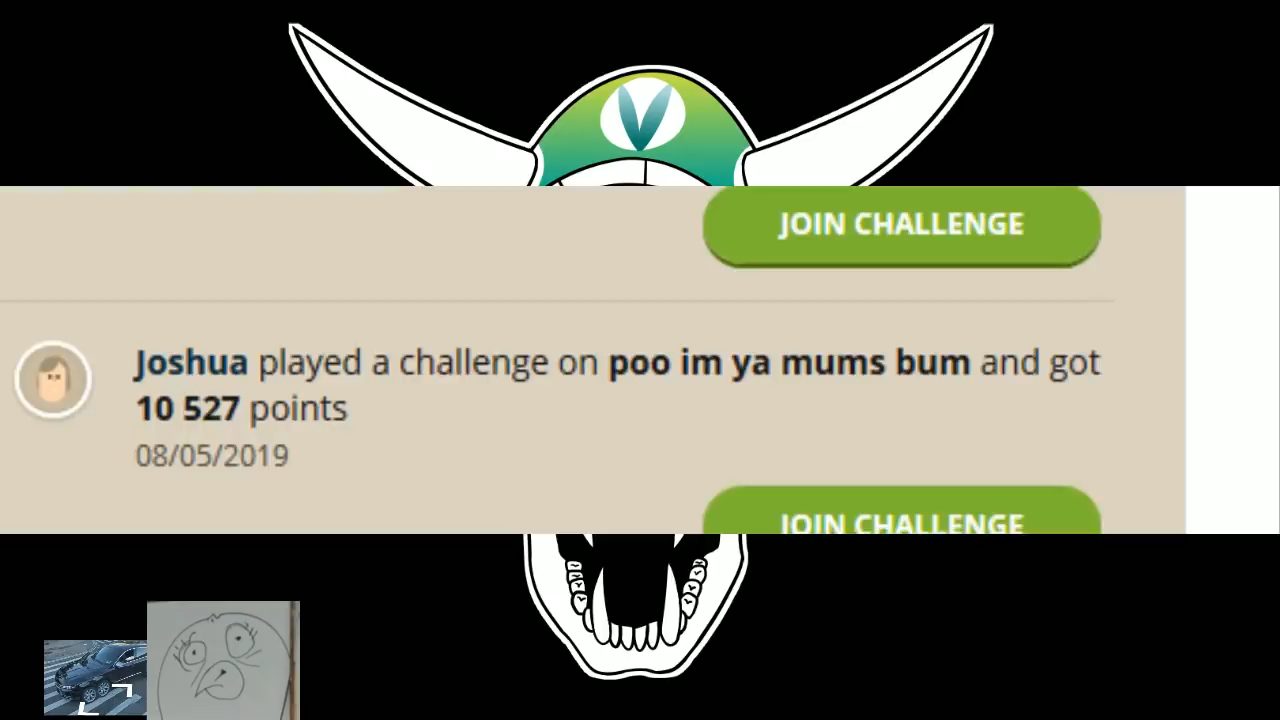 V
JOIN CHALLENGE
Joshua played a challenge on poo im ya mums bum and got
10 527 points
08/05/2019
JOIN CHALLENGE